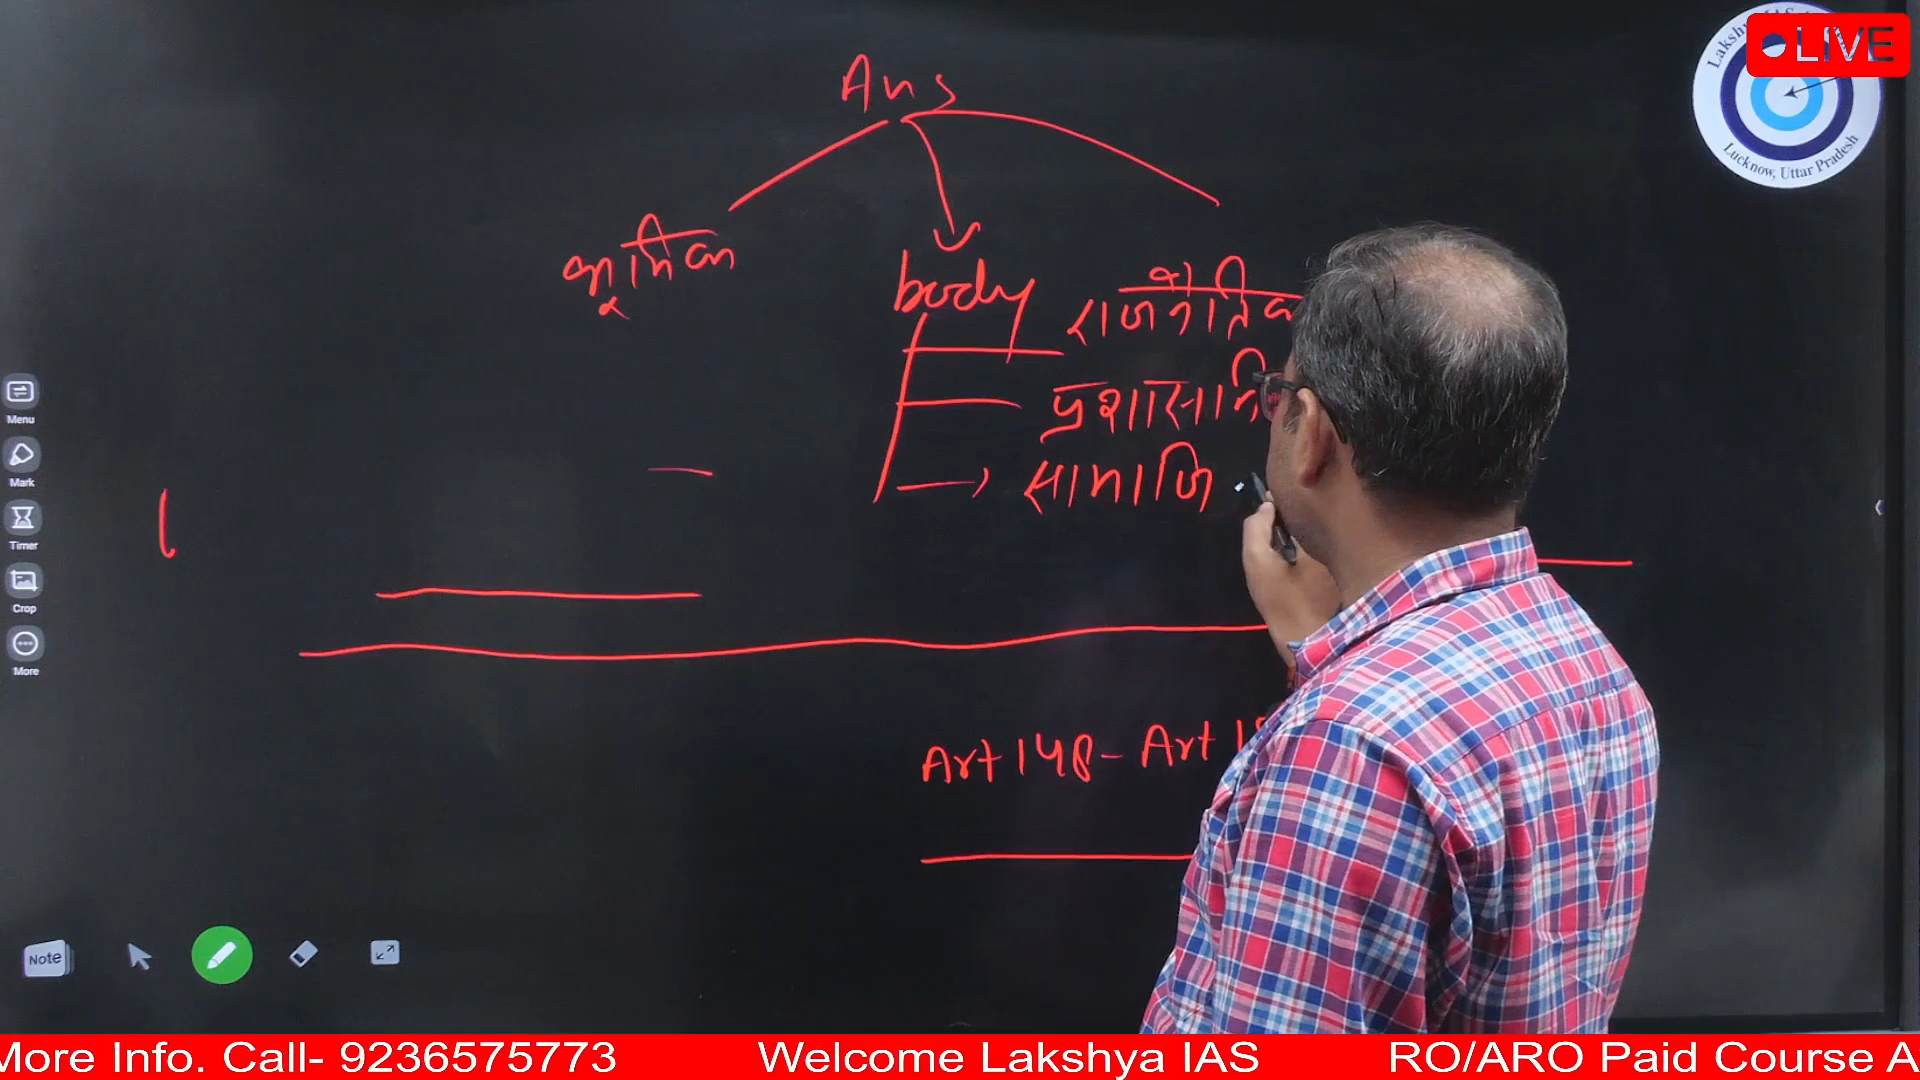 LIVE
Lucknow, Uttar Pradesh
Ans
भूमिका
body
राजनैतिक
प्रशासनि
सामाजि
Art 148 - Art 1
Menu
Mark
Timer
Crop
More
Note
More Info. Call- 9236575773 Welcome Lakshya IAS RO/ARO Paid Course A